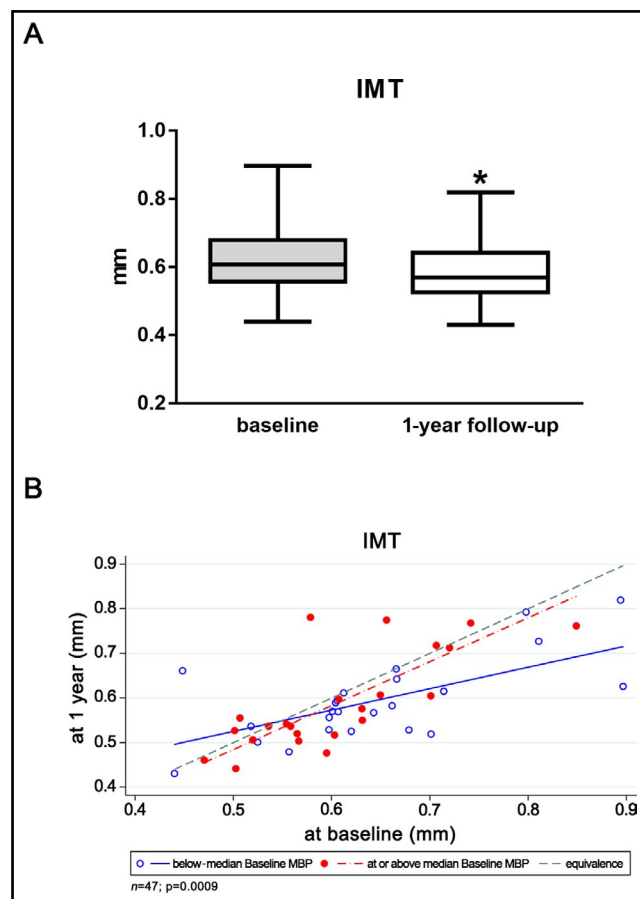 A
IMT
1.0
0.8
0.6
0.4
0.2
mm
*
baseline 1-year follow-up
B
IMT
0.9
0.8
0.7
0.6
0.5
0.4
at 1 year (mm)
0.4 0.5 0.6 0.7 0.8 0.9
at baseline (mm)
below-median Baseline MBP at or above median Baseline MBP equivalence
n=47; p=0.0009